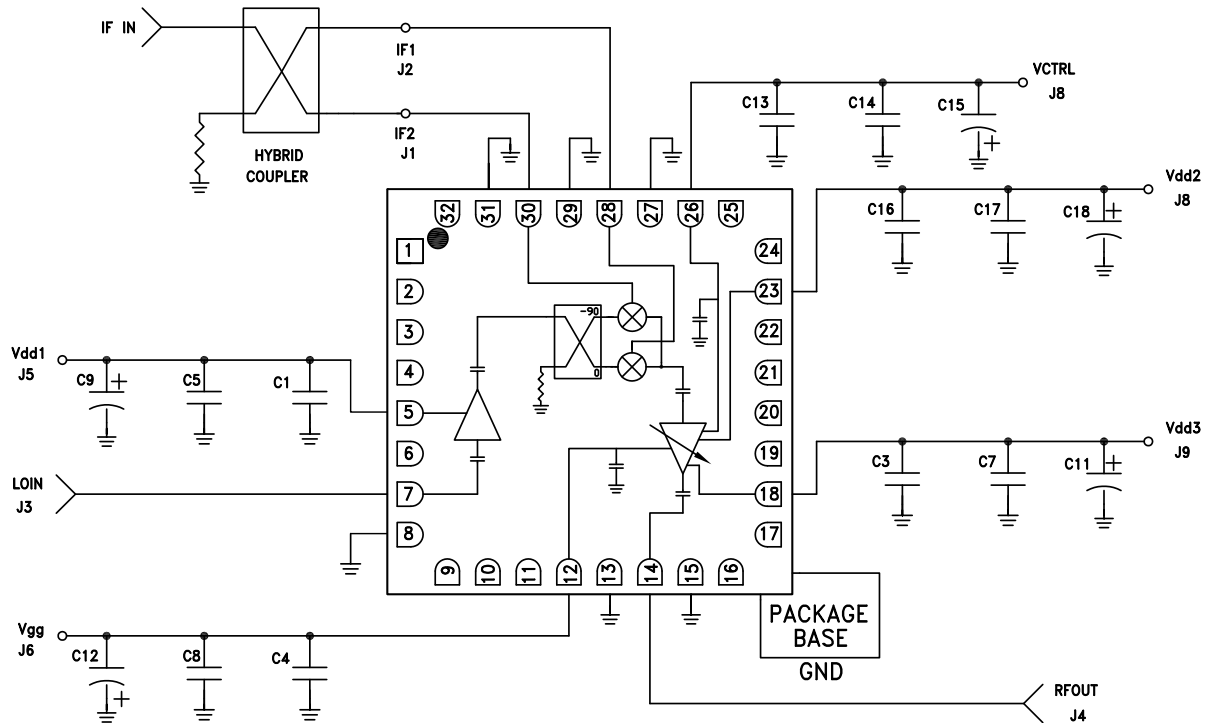 IF IN
IF1
J2
IF2
J1
HYBRID
COUPLER
VCTRL
J8
C13
C14
C15
+
Vdd2
J8
C16
C17
C18
+
32
31
30
29
28
27
26
25
1
2
3
4
5
6
7
8
24
23
22
21
20
19
18
17
9
10
11
12
13
14
15
16
-90
0
Vdd1
J5
C9
+
C5
C1
LOIN
J3
Vdd3
J9
C3
C7
C11
+
Vgg
J6
C12
+
C8
C4
PACKAGE
BASE
GND
RFOUT
J4